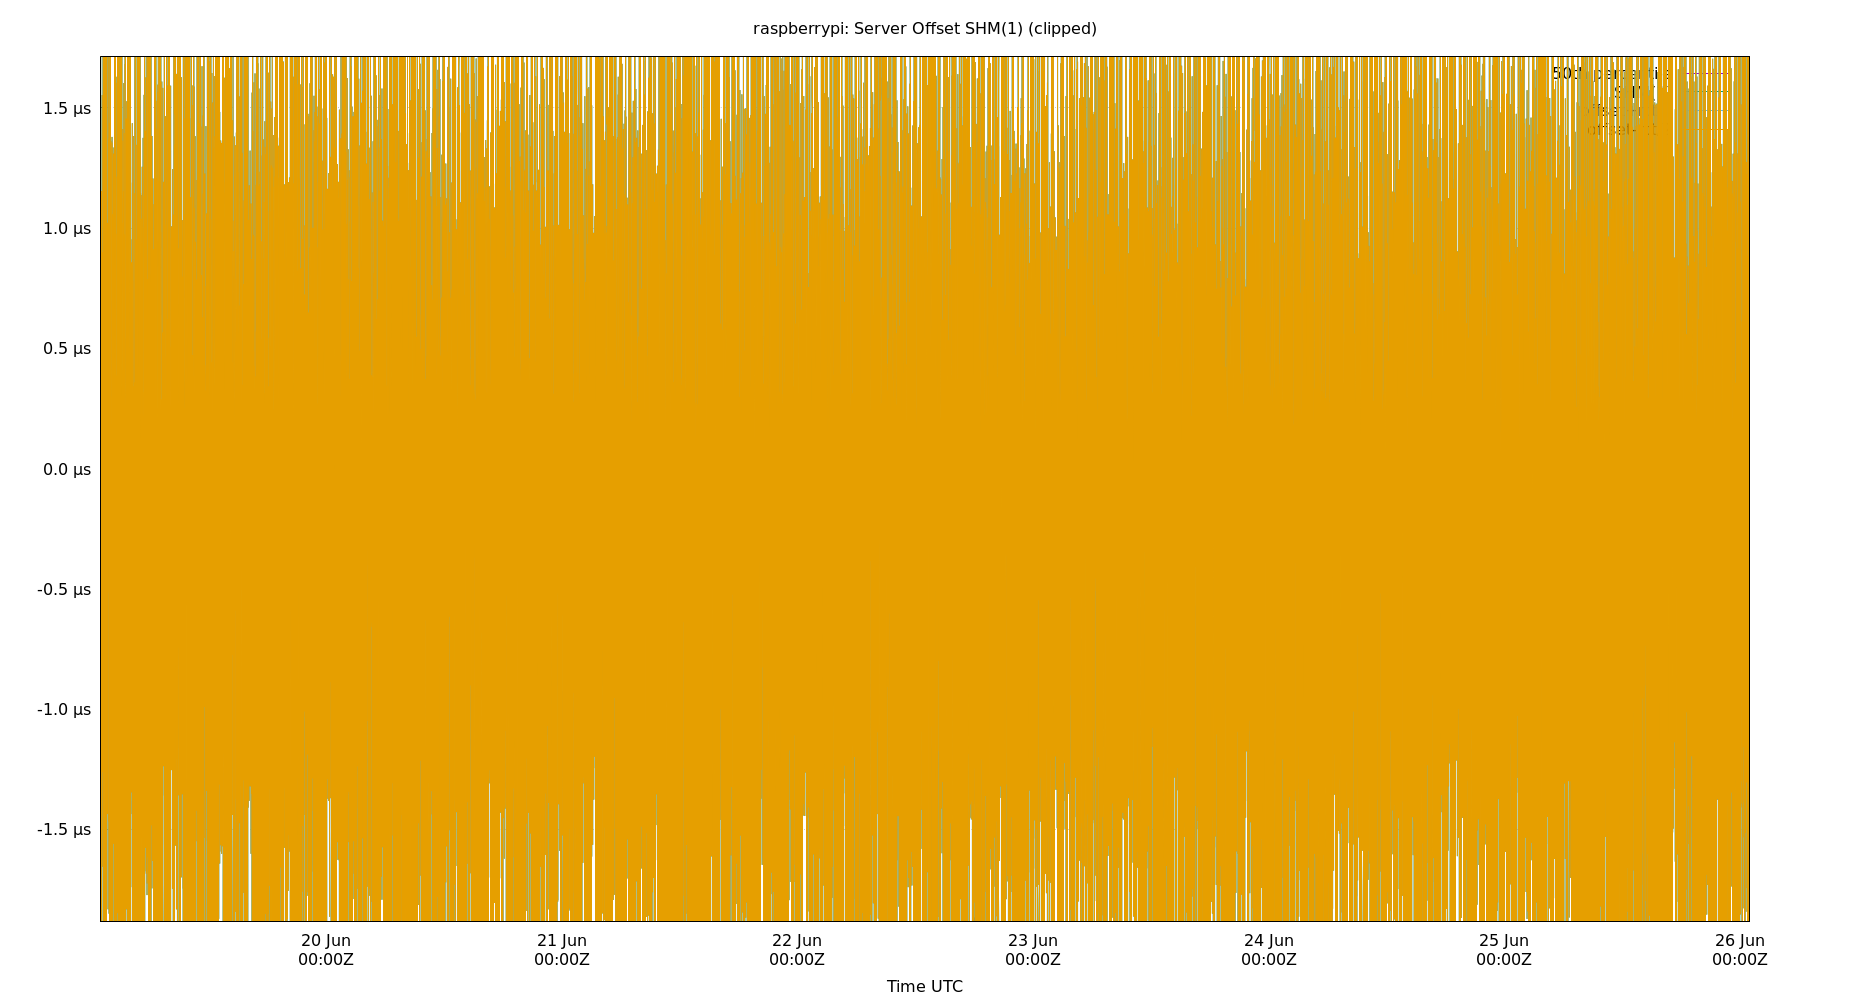 raspberrypi: Server Offset SHM(1) (clipped)
1.5 µs
1.0 µs
0.5 µs
0.0 µs
-0.5 µs
-1.0 µs
-1.5 µs
20 Jun 21 Jun 22 Jun 23 Jun 24 Jun 25 Jun 26 Jun
00:00Z 00:00Z 00:00Z 00:00Z 00:00Z 00:00Z 00:00Z
Time UTC